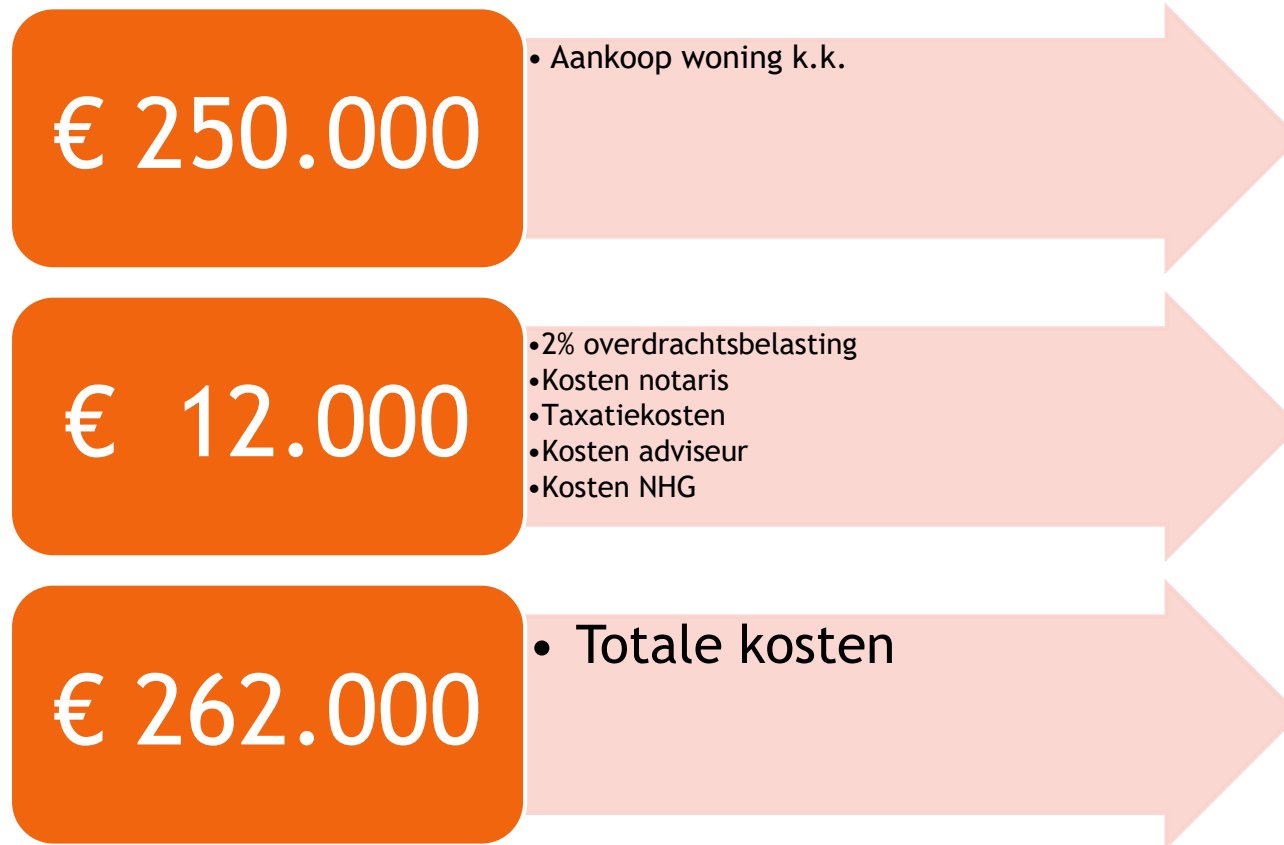 € 250.000
• Aankoop woning k.k.
€ 12.000
•2% overdrachtsbelasting
•Kosten notaris
•Taxatiekosten
•Kosten adviseur
•Kosten NHG
€ 262.000
• Totale kosten